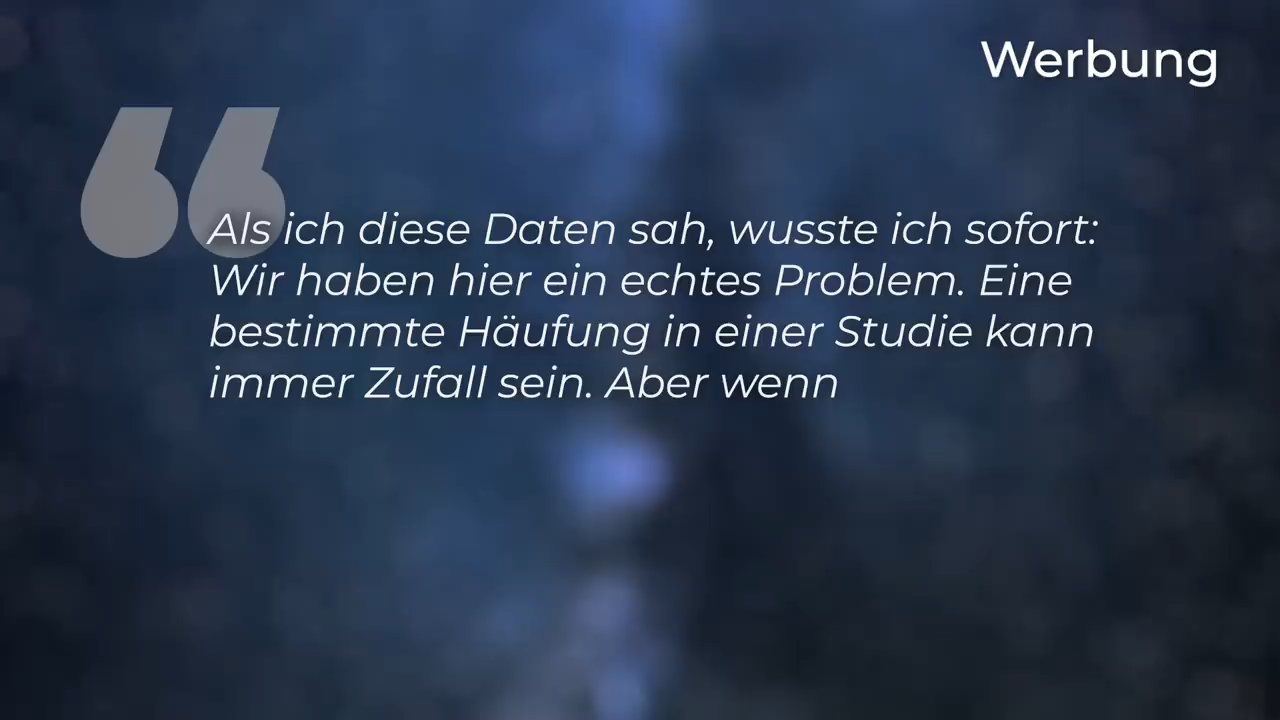 Werbung
“
Als ich diese Daten sah, wusste ich sofort:
Wir haben hier ein echtes Problem. Eine
bestimmte Häufung in einer Studie kann
immer Zufall sein. Aber wenn